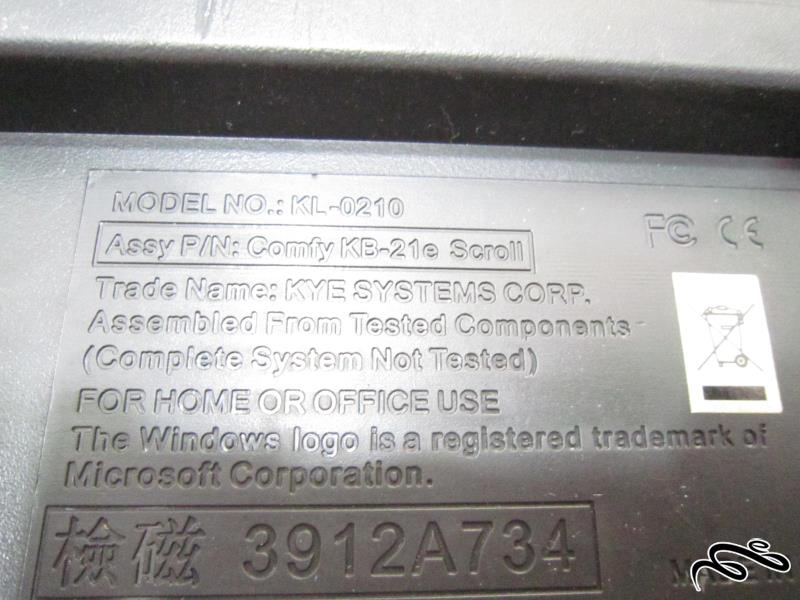 MODEL NO.: KL-0210
FC CE
Assy P/N: Comfy KB-21e Scroll
Trade Name: KYE SYSTEMS CORP.
Assembled From Tested Components
(Complete System Not Tested)
FOR HOME OR OFFICE USE
The Windows logo is a registered trademark of
Microsoft Corporation.
檢磁 3912A734
MADE IN